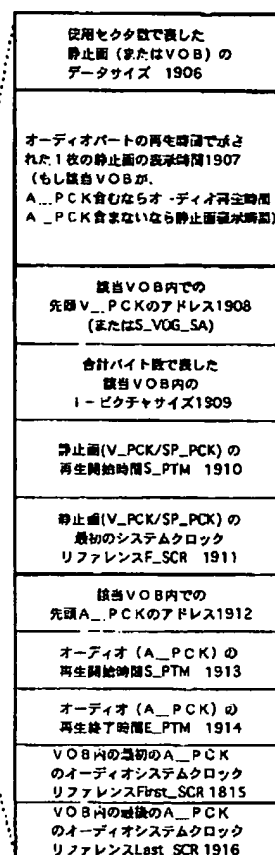 使用セクタ数で表した
静止画（またはVOB）の
データサイズ 1906
オーディオパートの再生時間で示さ
れた1枚の静止画の表示時間1907
（もし該当VOBが、
A__PCK含むならオーディオ再生時間
A_PCK含まないなら静止画表示時間）
該当VOB内での
先頭V__PCKのアドレス1908
(またはS_VOG_SA)
合計バイト数で表した
該当VOB内の
I－ピクチャサイズ1909
静止画(V_PCK/SP_PCK)の
再生開始時間S_PTM 1910
静止画(V_PCK/SP_PCK)の
最初のシステムクロック
リファレンスF_SCR 1911
該当VOB内での
先頭A__PCKのアドレス1912
オーディオ（A__PCK）の
再生開始時間S_PTM 1913
オーディオ（A__PCK）の
再生終了時間E_PTM 1914
VOB内の最初のA__PCK
のオーディオシステムクロック
リファレンスFirst_SCR 1815
VOB内の最後のA__PCK
のオーディオシステムクロック
リファレンスLast_SCR 1916